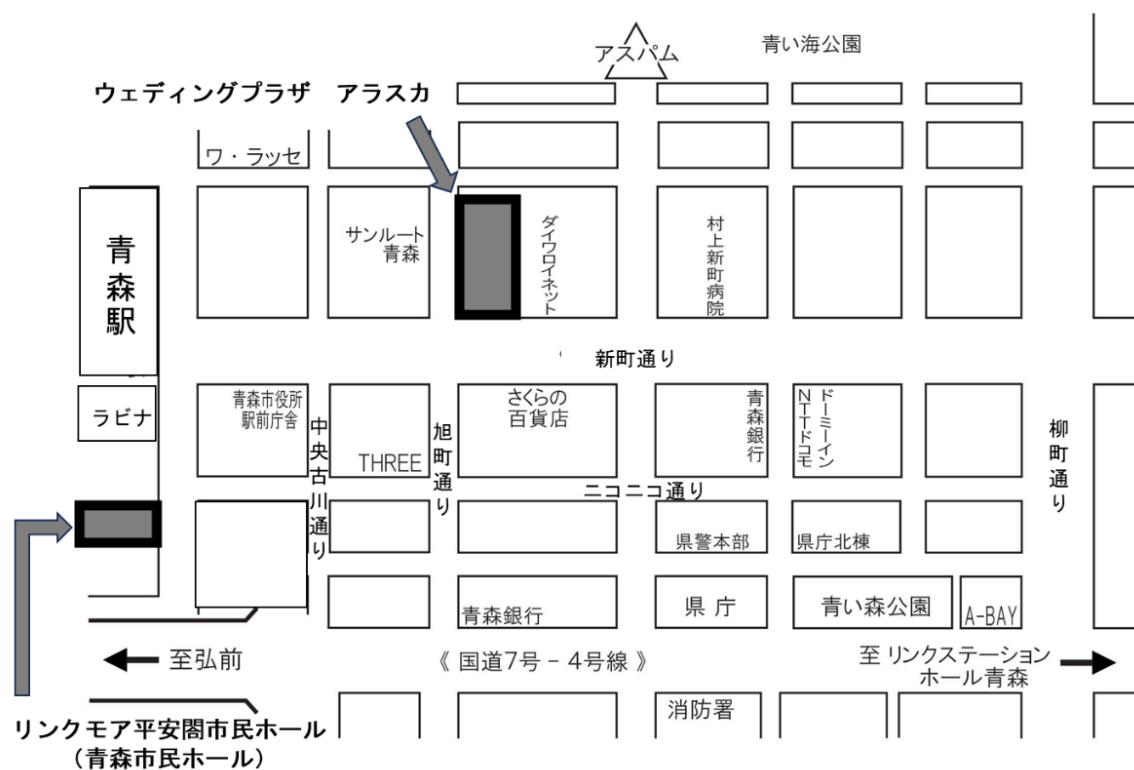 アスパム
青い海公園
ウェディングプラザ アラスカ
ワ・ラッセ
青森駅
サンルート
青森
ダイワロイネット
村上新町病院
新町通り
ラビナ
青森市役所
駅前庁舎
中央古川通り
THREE
旭町通り
さくらの
百貨店
青森銀行
ドーミーイン
NTTドコモ
柳町通り
ニコニコ通り
県警本部
県庁北棟
青森銀行
県庁
青い森公園
A-BAY
至弘前
《 国道7号 - 4号線 》
至 リンクステーション
ホール青森
消防署
リンクモア平安閣市民ホール
(青森市民ホール)